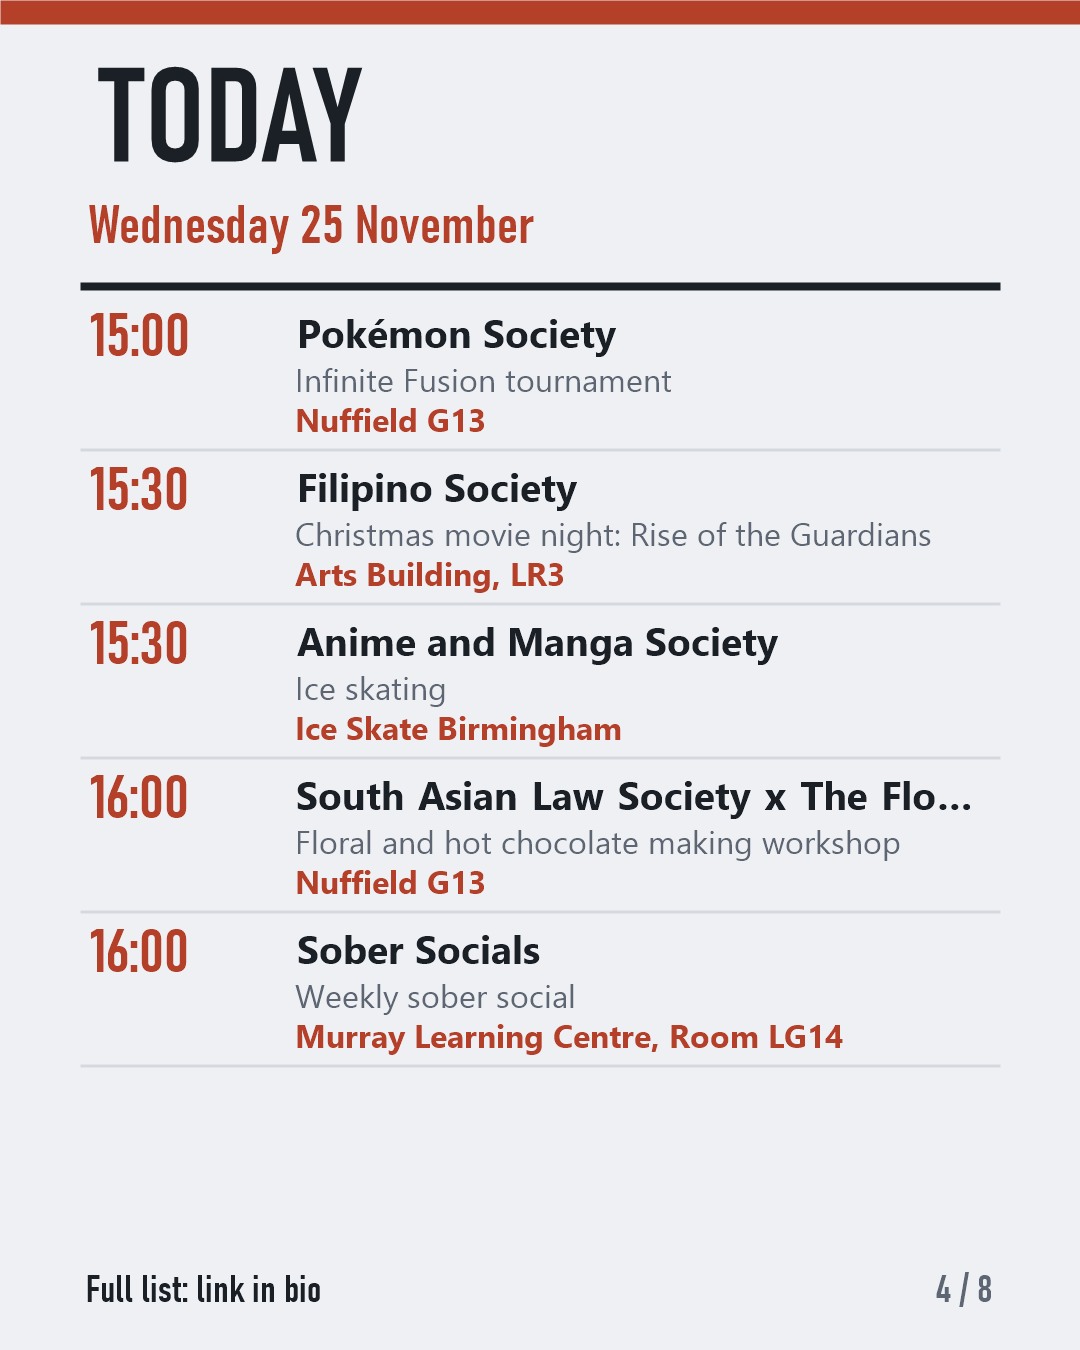 TODAY
Wednesday 25 November
15:00
Pokémon Society
Infinite Fusion tournament
Nuffield G13
15:30
Filipino Society
Christmas movie night: Rise of the Guardians
Arts Building, LR3
15:30
Anime and Manga Society
Ice skating
Ice Skate Birmingham
16:00
South Asian Law Society x The Flo...
Floral and hot chocolate making workshop
Nuffield G13
16:00
Sober Socials
Weekly sober social
Murray Learning Centre, Room LG14
Full list: link in bio
4 / 8